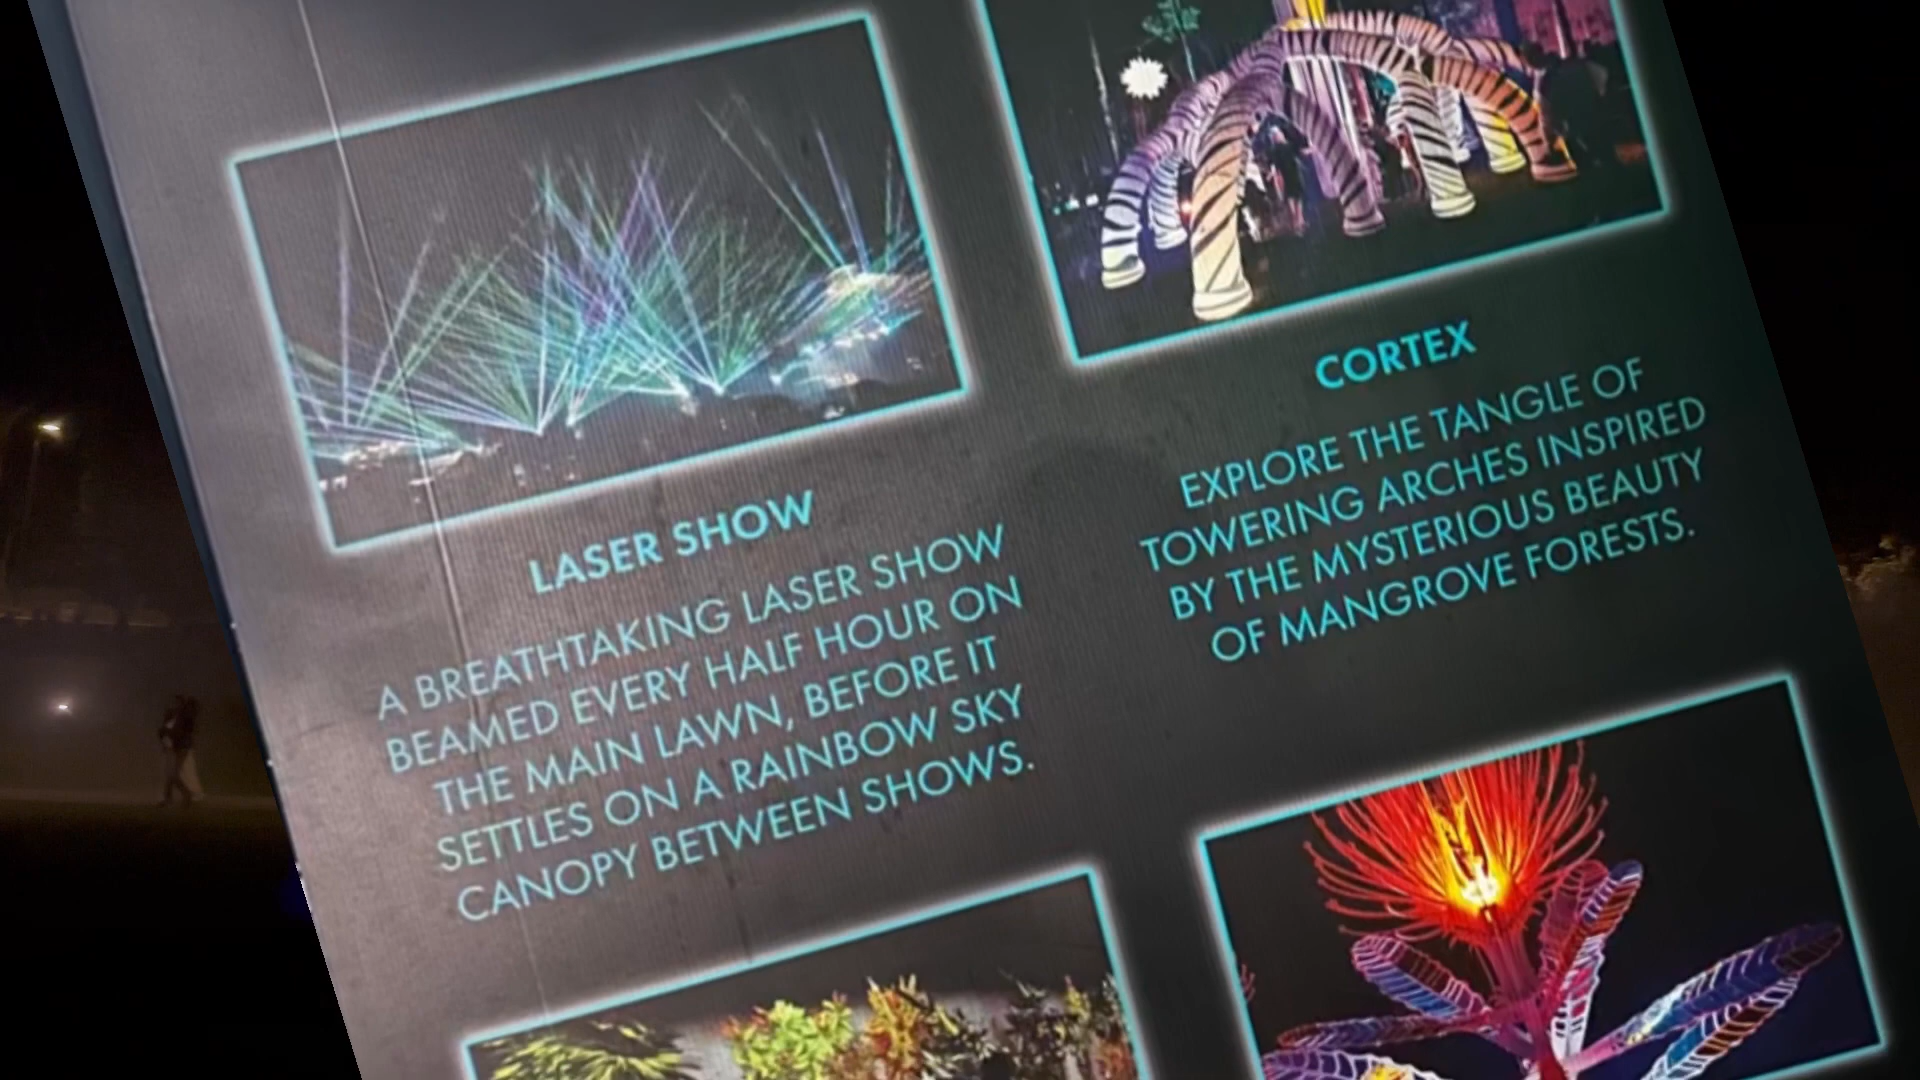 LASER SHOW
A BREATHTAKING LASER SHOW
BEAMED EVERY HALF HOUR ON
THE MAIN LAWN, BEFORE IT
SETTLES ON A RAINBOW SKY
CANOPY BETWEEN SHOWS.
CORTEX
EXPLORE THE TANGLE OF
TOWERING ARCHES INSPIRED
BY THE MYSTERIOUS BEAUTY
OF MANGROVE FORESTS.